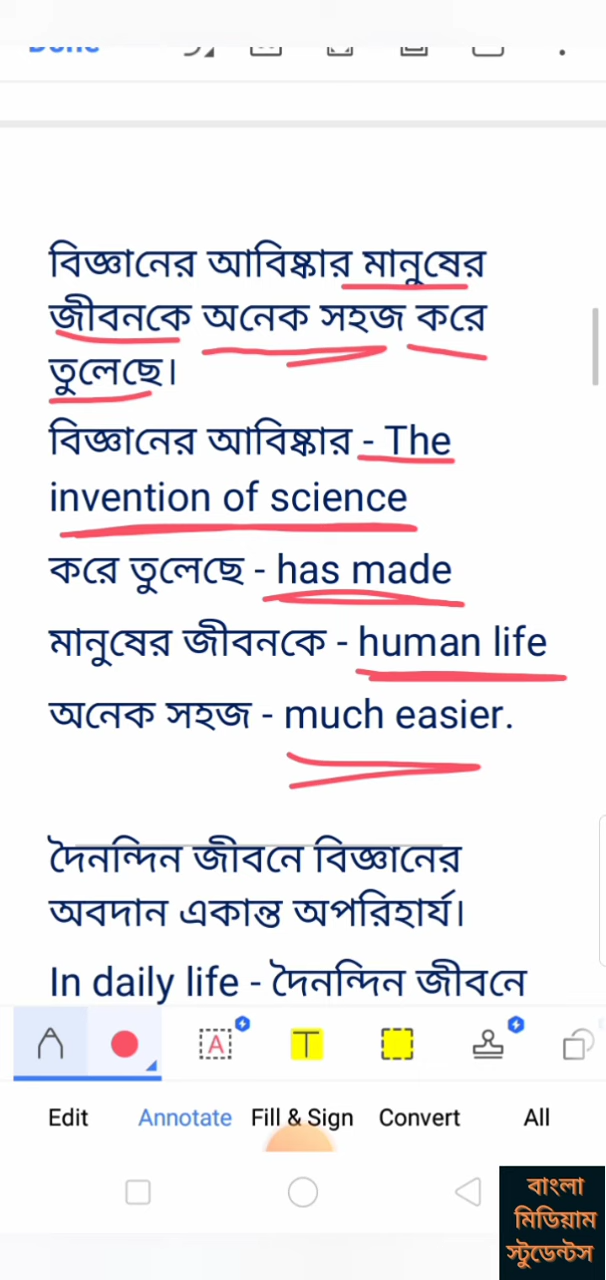 Done
বিজ্ঞানের আবিষ্কার মানুষের
জীবনকে অনেক সহজ করে
তুলেছে।
বিজ্ঞানের আবিষ্কার - The
invention of science
করে তুলেছে - has made
মানুষের জীবনকে - human life
অনেক সহজ - much easier.
দৈনন্দিন জীবনে বিজ্ঞানের
অবদান একান্ত অপরিহার্য।
In daily life - দৈনন্দিন জীবনে
A T
Edit Annotate Fill & Sign Convert All
বাংলা
মিডিয়াম
স্টুডেন্টস